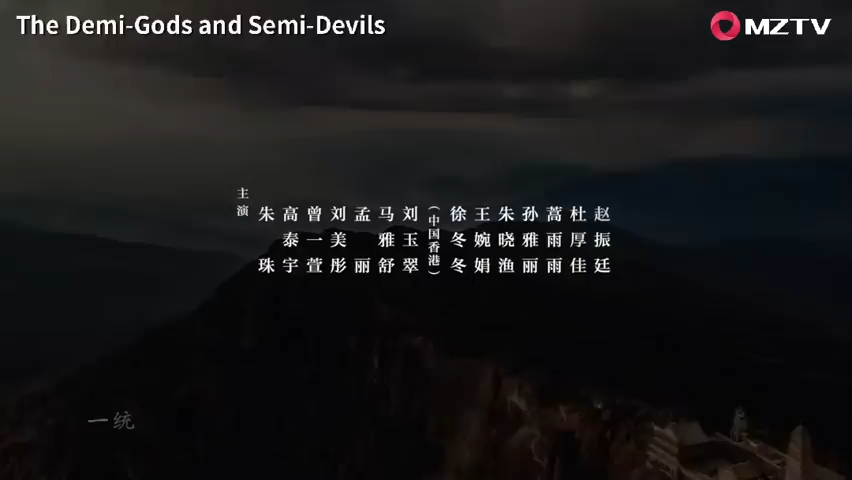 The Demi-Gods and Semi-Devils
MZTV
主演
朱珠
高泰宇
曾一萱
刘美彤
孟丽
马雅舒
刘玉翠
(中国香港)
徐冬冬
王婉娟
朱晓渔
孙雅丽
蒿雨雨
杜厚佳
赵振廷
一统